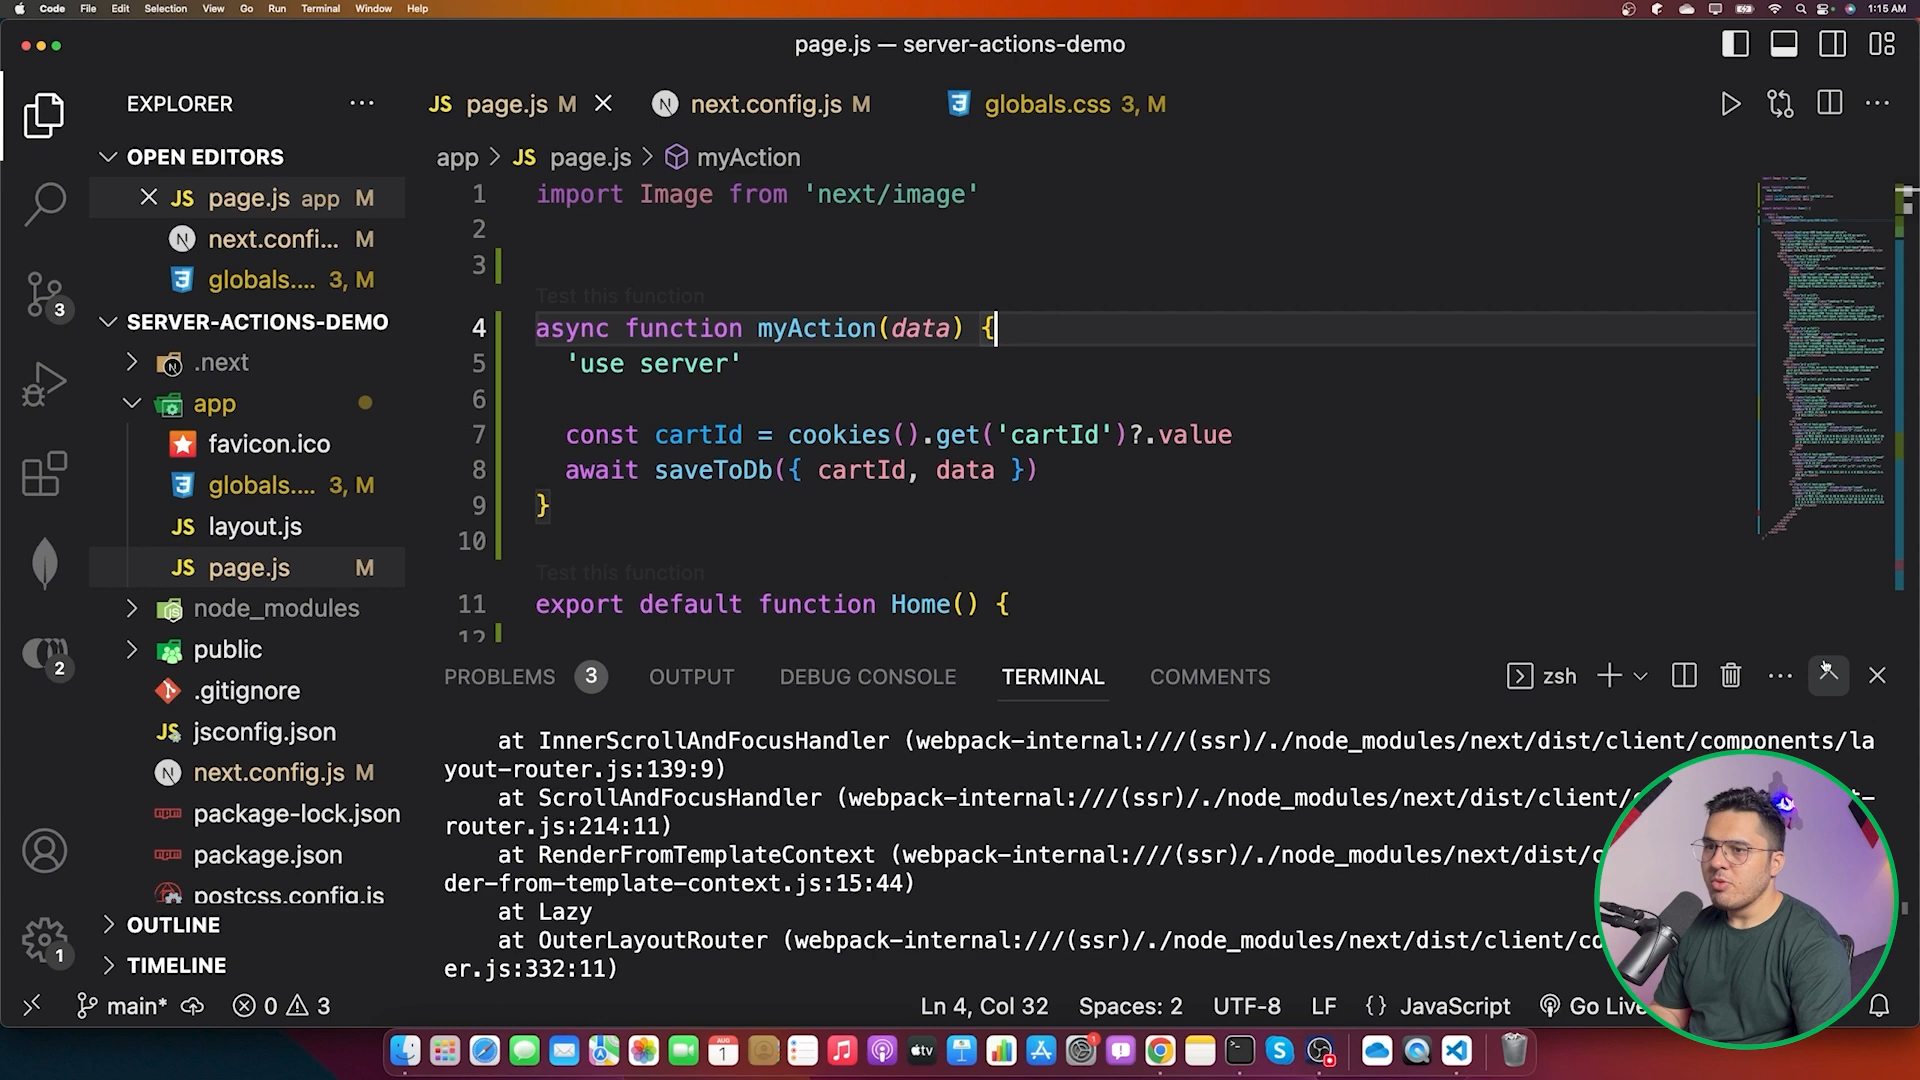 Code File Edit Selection View Go Run Terminal Window Help 1:15 AM
page.js — server-actions-demo
EXPLORER
JS page.js M
N next.config.js M
globals.css 3, M
OPEN EDITORS
app > JS page.js > myAction
JS page.js app M
N next.confi... M
globals.... 3, M
SERVER-ACTIONS-DEMO
.next
app
favicon.ico
globals.... 3, M
JS layout.js
JS page.js M
node_modules
public
.gitignore
jsconfig.json
next.config.js M
package-lock.json
package.json
postcss.config.js
OUTLINE
TIMELINE
3
2
1
1 import Image from 'next/image'
2
3
Test this function
4 async function myAction(data) {
5 'use server'
6
7 const cartId = cookies().get('cartId')?.value
8 await saveToDb({ cartId, data })
9 }
10
Test this function
11 export default function Home() {
12
PROBLEMS 3 OUTPUT DEBUG CONSOLE TERMINAL COMMENTS zsh
at InnerScrollAndFocusHandler (webpack-internal:///(ssr)/./node_modules/next/dist/client/components/la
yout-router.js:139:9)
at ScrollAndFocusHandler (webpack-internal:///(ssr)/./node_modules/next/dist/client/
router.js:214:11)
at RenderFromTemplateContext (webpack-internal:///(ssr)/./node_modules/next/dist/c
der-from-template-context.js:15:44)
at Lazy
at OuterLayoutRouter (webpack-internal:///(ssr)/./node_modules/next/dist/client/co
er.js:332:11)
main* 0 3 Ln 4, Col 32 Spaces: 2 UTF-8 LF {} JavaScript Go Live
AUG
1
tv